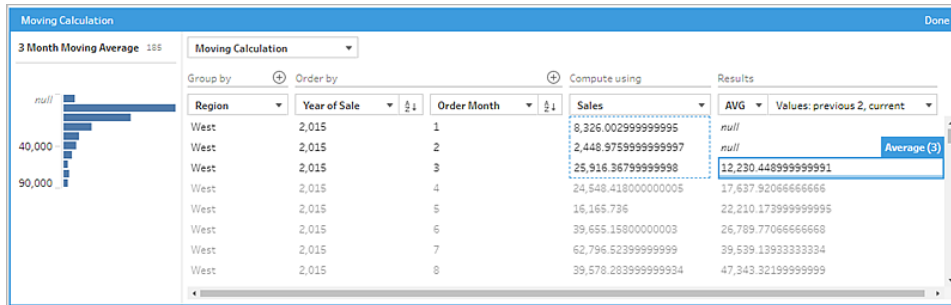 Moving Calculation Done
3 Month Moving Average 185
Moving Calculation
Group by Order by Compute using Results
Region Year of Sale Order Month Sales AVG Values: previous 2, current
null
40,000
90,000
West 2,015 1 8,326.002999999995 null
West 2,015 2 2,448.9759999999997 null
Average (3)
West 2,015 3 25,916.36799999998 12,230.448999999991
West 2,015 4 24,548.418000000005 17,637.92066666666
West 2,015 5 16,165.736 22,210.173999999995
West 2,015 6 39,655.15800000003 26,789.77066666668
West 2,015 7 62,796.52399999999 39,539.13933333334
West 2,015 8 39,578.283999999934 47,343.32199999999